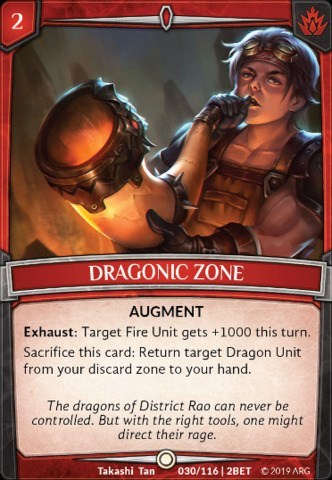 2
DRAGONIC ZONE
AUGMENT
Exhaust: Target Fire Unit gets +1000 this turn.
Sacrifice this card: Return target Dragon Unit
from your discard zone to your hand.
The dragons of District Rao can never be
controlled. But with the right tools, one might
direct their rage.
Takashi Tan 030/116 | 2BET © 2019 ARG